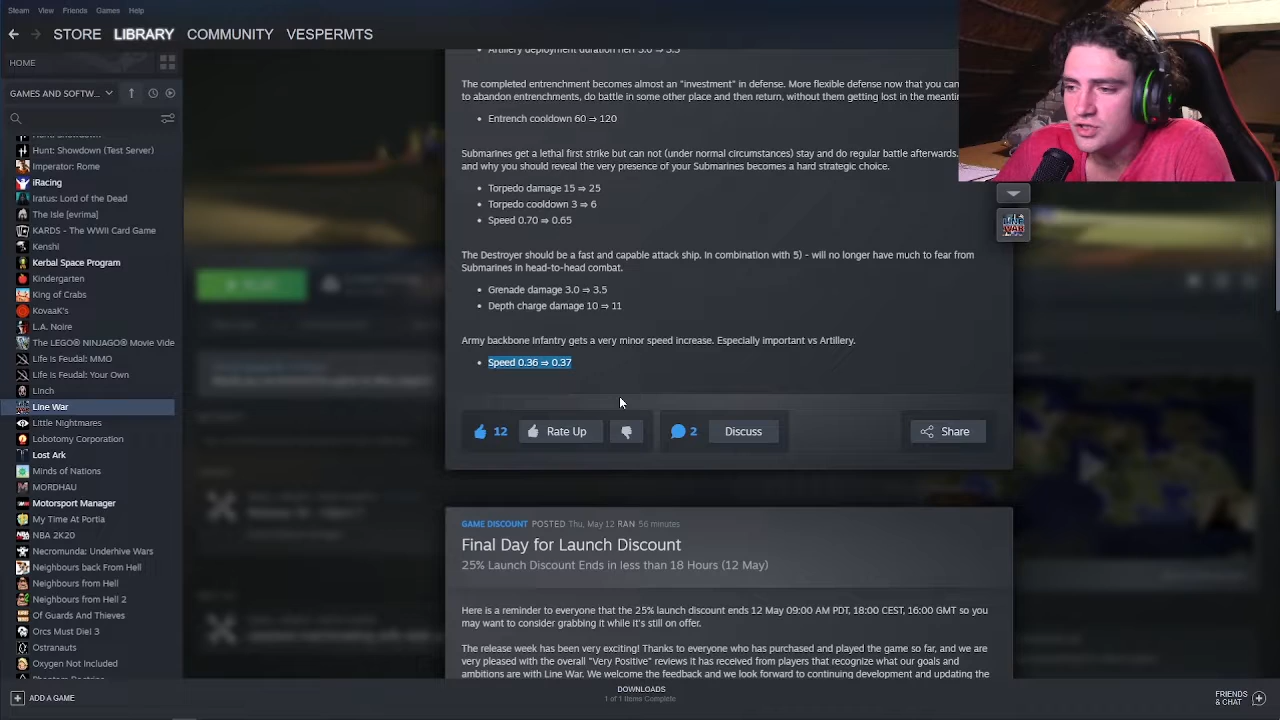 Steam View Friends Games Help
STORE LIBRARY COMMUNITY VESPERMTS
HOME
GAMES AND SOFTW...
Hunt: Showdown (Test Server)
Imperator: Rome
iRacing
Iratus: Lord of the Dead
The Isle [evrima]
KARDS - The WWII Card Game
Kenshi
Kerbal Space Program
Kindergarten
King of Crabs
KovaaK's
L.A. Noire
The LEGO® NINJAGO® Movie Vide
Life is Feudal: MMO
Life is Feudal: Your Own
Linch
Line War
Little Nightmares
Lobotomy Corporation
Lost Ark
Minds of Nations
MORDHAU
Motorsport Manager
My Time At Portia
NBA 2K20
Necromunda: Underhive Wars
Neighbours back From Hell
Neighbours from Hell
Neighbours from Hell 2
Of Guards And Thieves
Orcs Must Die! 3
Ostranauts
Oxygen Not Included
ADD A GAME
The completed entrenchment becomes almost an "investment" in defense. More flexible defense now that you can
to abandon entrenchments, do battle in some other place and then return, without them getting lost in the meantim
• Entrench cooldown 60 ⇒ 120
Submarines get a lethal first strike but can not (under normal circumstances) stay and do regular battle afterwards.
and why you should reveal the very presence of your Submarines becomes a hard strategic choice.
• Torpedo damage 15 ⇒ 25
• Torpedo cooldown 3 ⇒ 6
• Speed 0.70 ⇒ 0.65
The Destroyer should be a fast and capable attack ship. In combination with 5) - will no longer have much to fear from
Submarines in head-to-head combat.
• Grenade damage 3.0 ⇒ 3.5
• Depth charge damage 10 ⇒ 11
Army backbone Infantry gets a very minor speed increase. Especially important vs Artillery.
• Speed 0.36 ⇒ 0.37
12 Rate Up 2 Discuss Share
LINE WAR
GAME DISCOUNT POSTED Thu, May 12 RAN 56 minutes
Final Day for Launch Discount
25% Launch Discount Ends in less than 18 Hours (12 May)
Here is a reminder to everyone that the 25% launch discount ends 12 May 09:00 AM PDT, 18:00 CEST, 16:00 GMT so you
may want to consider grabbing it while it's still on offer.
The release week has been very exciting! Thanks to everyone who has purchased and played the game so far, and we are
very pleased with the overall "Very Positive" reviews it has received from players that recognize what our goals and
ambitions are with Line War. We welcome the feedback and we look forward to continuing development and updating the
DOWNLOADS
1 of 1 Items Complete
FRIENDS
& CHAT